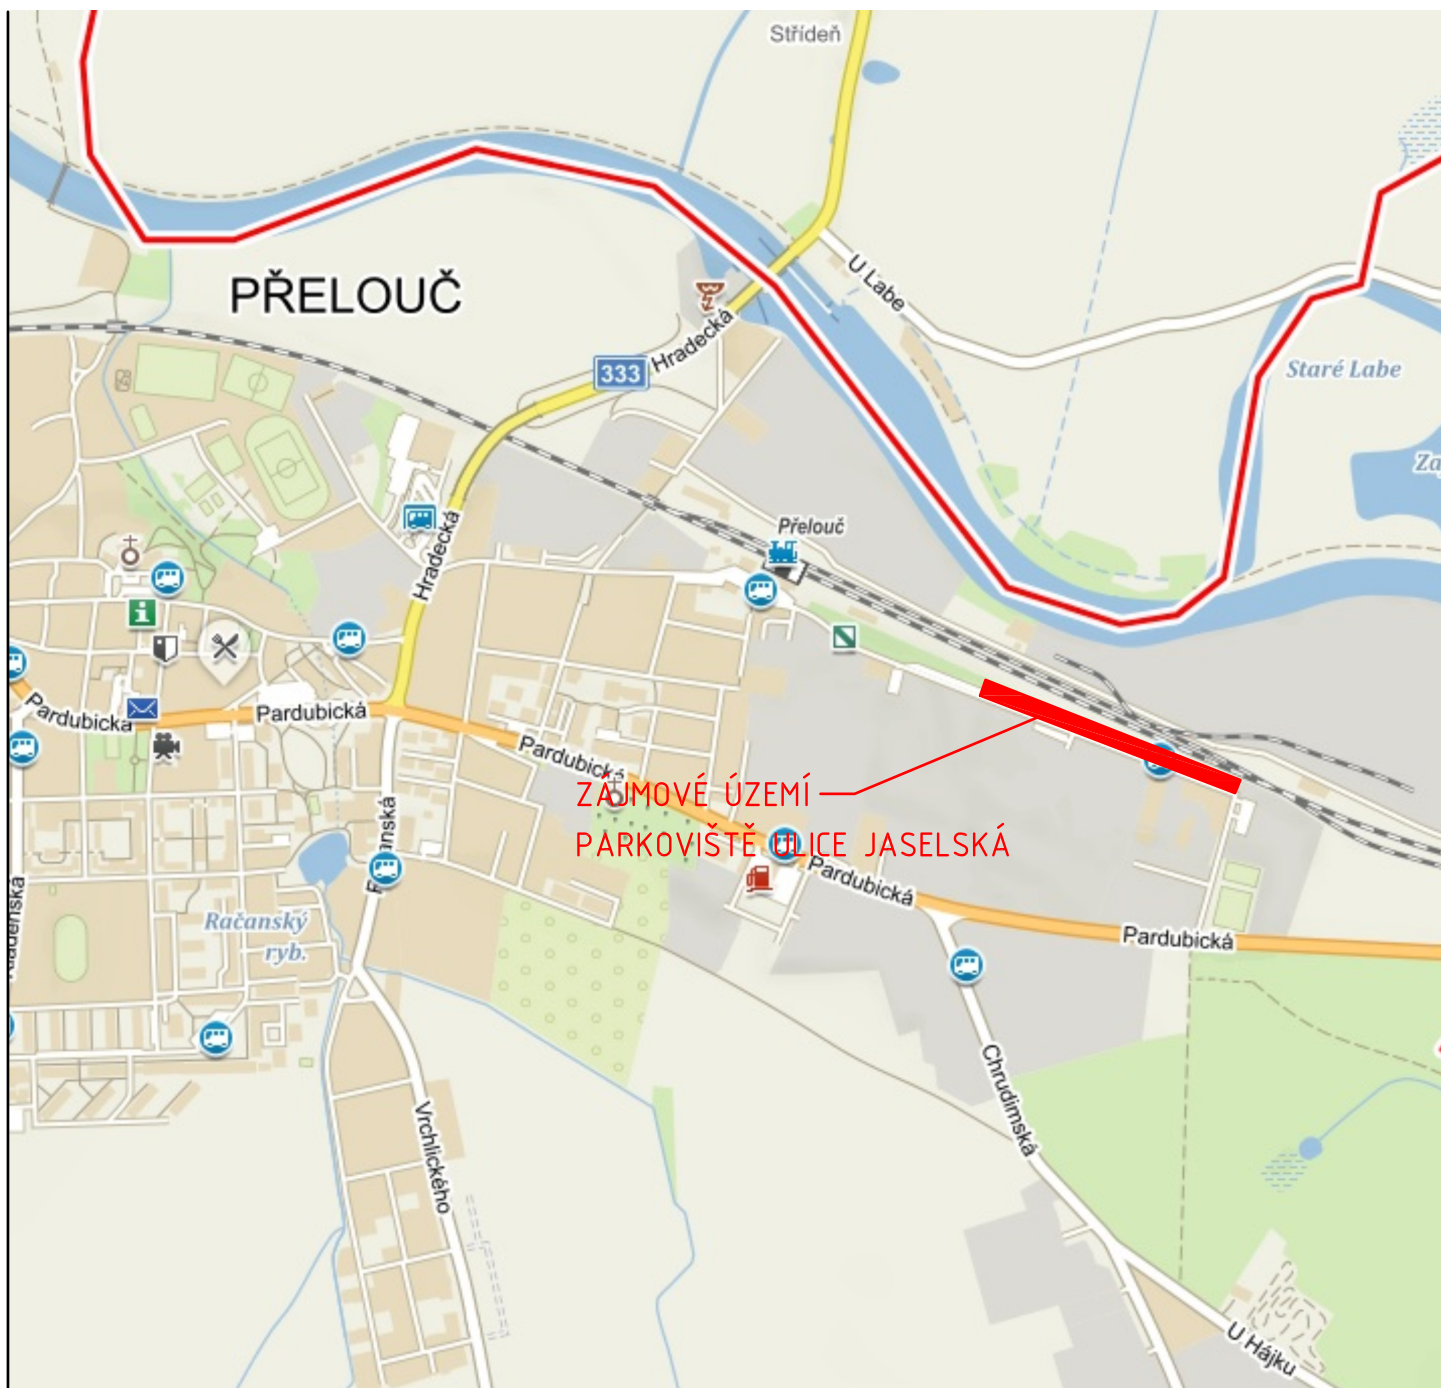 Střídeň
PŘELOUČ
U Labe
Hradecká
333
Staré Labe
Přelouč
Hradecká
Pardubická
Pardubická
Pardubická
ZÁJMOVÉ ÚZEMÍ
PARKOVIŠTĚ ULICE JASELSKÁ
Pardubická
Račanský
ryb.
Pardubická
Chrudimská
Vrchlického
U Hájku